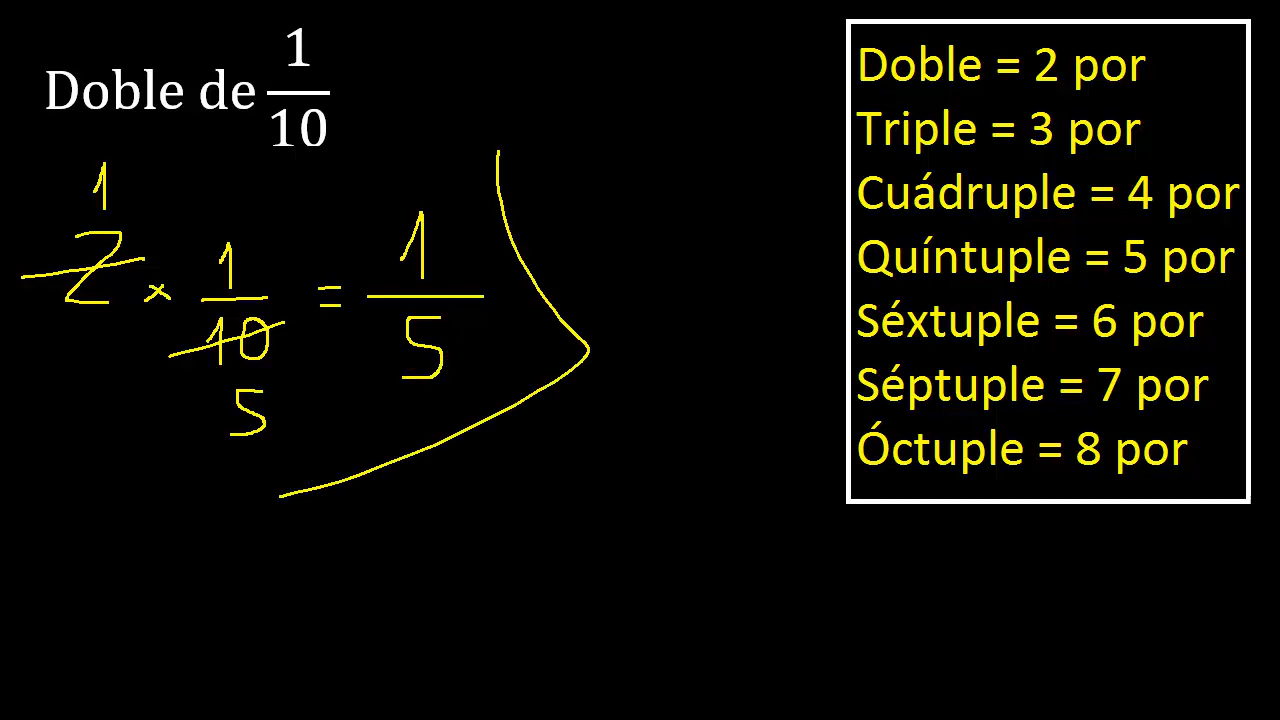 Doble de 1/10
2 × 1/10 = 1/5
1
5
Doble = 2 por
Triple = 3 por
Cuádruple = 4 por
Quíntuple = 5 por
Séxtuple = 6 por
Séptuple = 7 por
Óctuple = 8 por